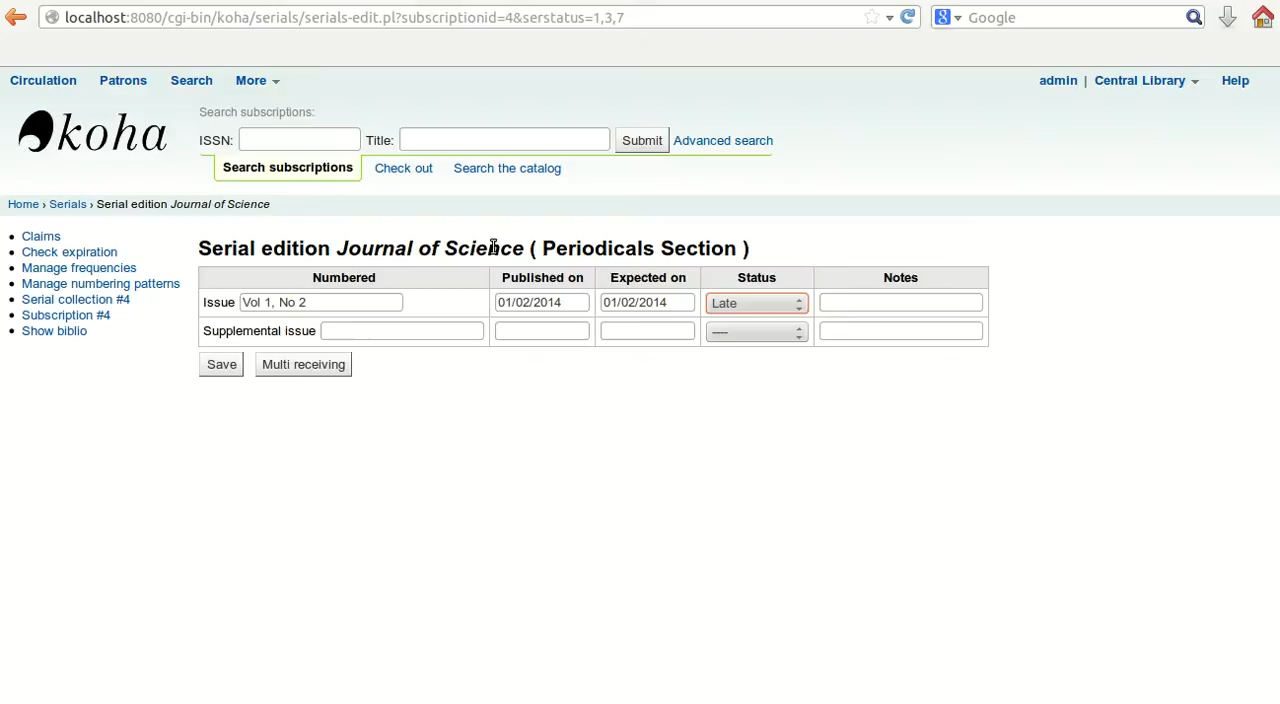 localhost:8080/cgi-bin/koha/serials/serials-edit.pl?subscriptionid=4&serstatus=1,3,7 8 Google
Circulation Patrons Search More admin | Central Library Help
Search subscriptions:
koha
ISSN: Title: Submit Advanced search
Search subscriptions Check out Search the catalog
Home › Serials › Serial edition Journal of Science
Claims
Check expiration
Manage frequencies
Manage numbering patterns
Serial collection #4
Subscription #4
Show biblio
Serial edition Journal of Science ( Periodicals Section )
Numbered Published on Expected on Status Notes
Issue Vol 1, No 2 01/02/2014 01/02/2014 Late
Supplemental issue ----
Save Multi receiving